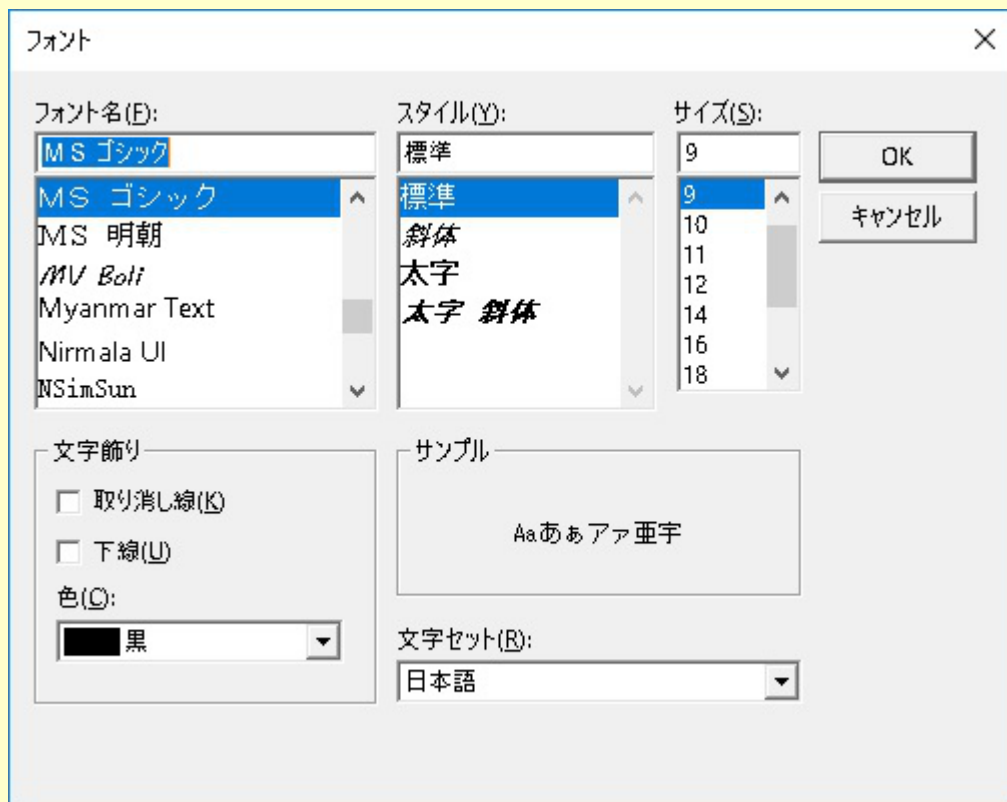 フォント
フォント名(F):
MS ゴシック
MS ゴシック
MS 明朝
MV Boli
Myanmar Text
Nirmala UI
NSimSun
スタイル(Y):
標準
標準
斜体
太字
太字 斜体
サイズ(S):
9
9
10
11
12
14
16
18
OK
キャンセル
文字飾り
取り消し線(K)
下線(U)
色(C):
黒
サンプル
Aaあぁアァ亜宇
文字セット(R):
日本語